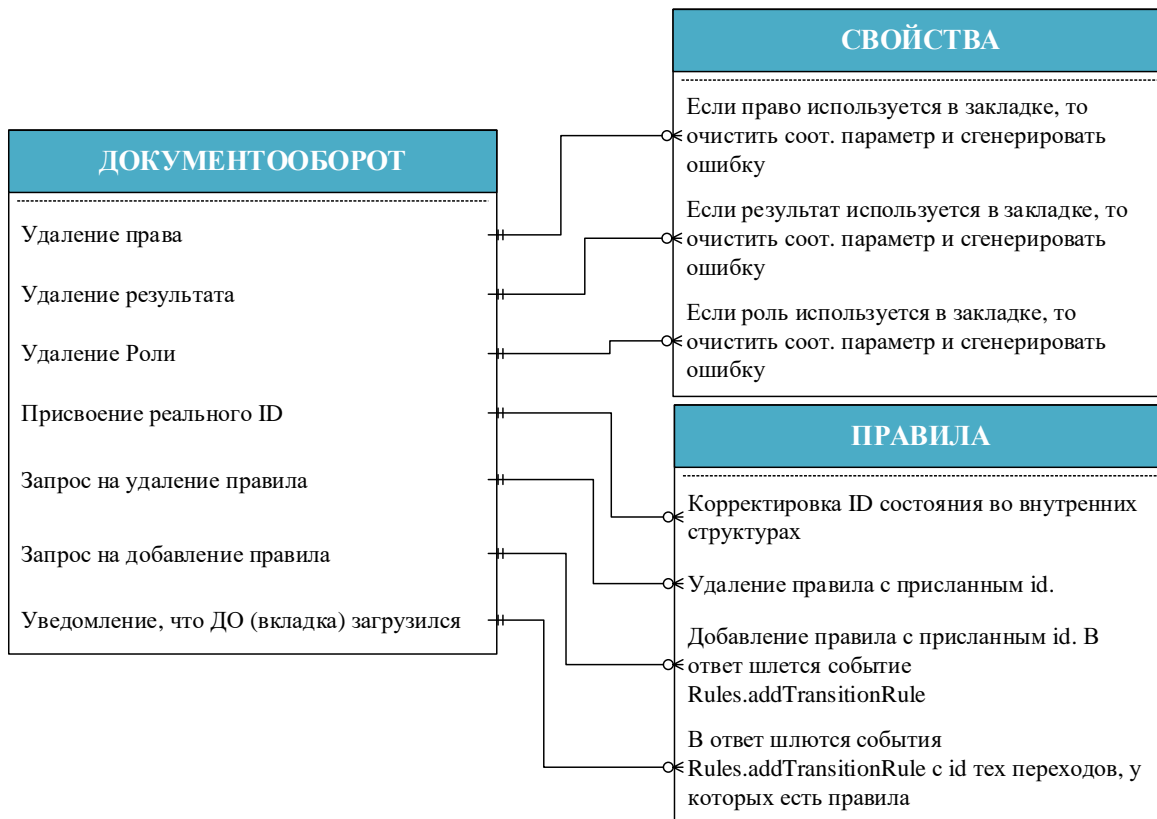 ДОКУМЕНТООБОРОТ
Удаление права
Удаление результата
Удаление Роли
Присвоение реального ID
Запрос на удаление правила
Запрос на добавление правила
Уведомление, что ДО (вкладка) загрузился
СВОЙСТВА
Если право используется в закладке, то
очистить соот. параметр и сгенерировать
ошибку
Если результат используется в закладке, то
очистить соот. параметр и сгенерировать
ошибку
Если роль используется в закладке, то
очистить соот. параметр и сгенерировать
ошибку
ПРАВИЛА
Корректировка ID состояния во внутренних
структурах
Удаление правила с присланным id.
Добавление правила с присланным id. В
ответ шлется событие
Rules.addTransitionRule
В ответ шлются события
Rules.addTransitionRule с id тех переходов, у
которых есть правила